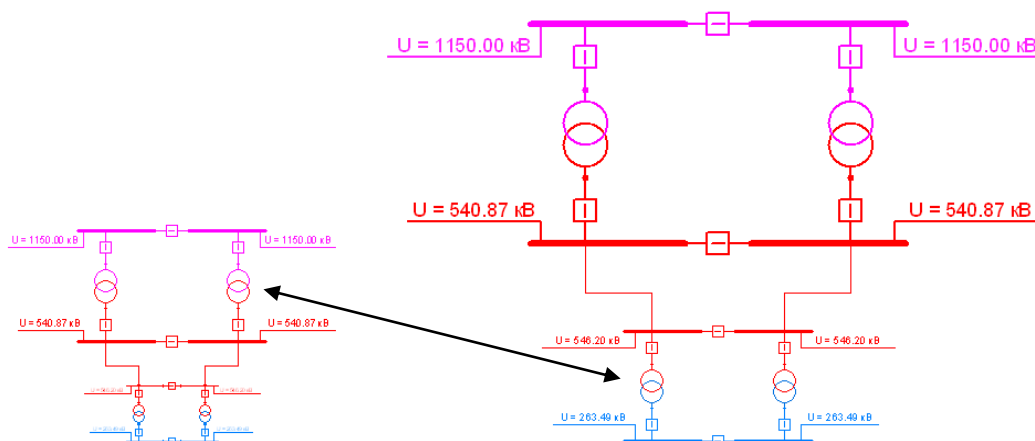 U = 1150.00 кВ
U = 1150.00 кВ
U = 540.87 кВ
U = 540.87 кВ
U = 1150.00 кВ
U = 1150.00 кВ
U = 540.87 кВ
U = 540.87 кВ
U = 546.20 кВ
U = 546.20 кВ
U = 263.49 кВ
U = 263.49 кВ